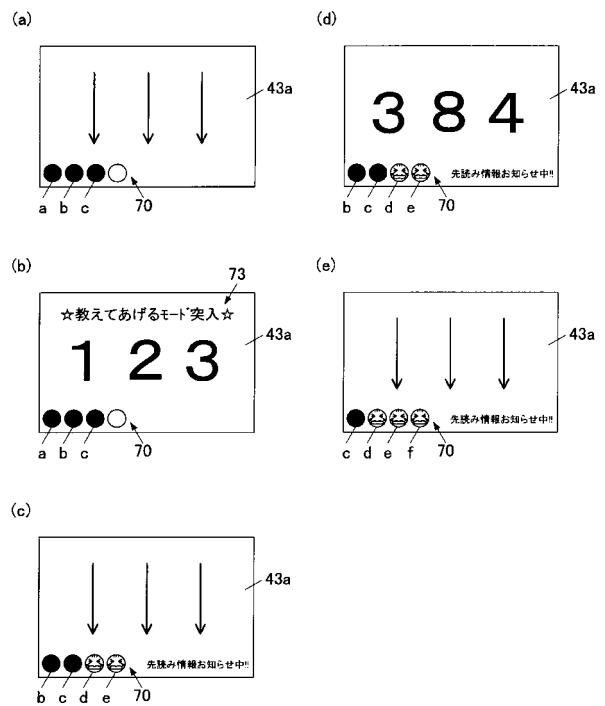 (a)
43a
a b c 70
(b)
73
☆教えてあげるモード突入☆
1 2 3
43a
a b c 70
(c)
43a
先読み情報お知らせ中!!
b c d e 70
(d)
3 8 4
43a
先読み情報お知らせ中!!
b c d e 70
(e)
43a
先読み情報お知らせ中!!
c d e f 70